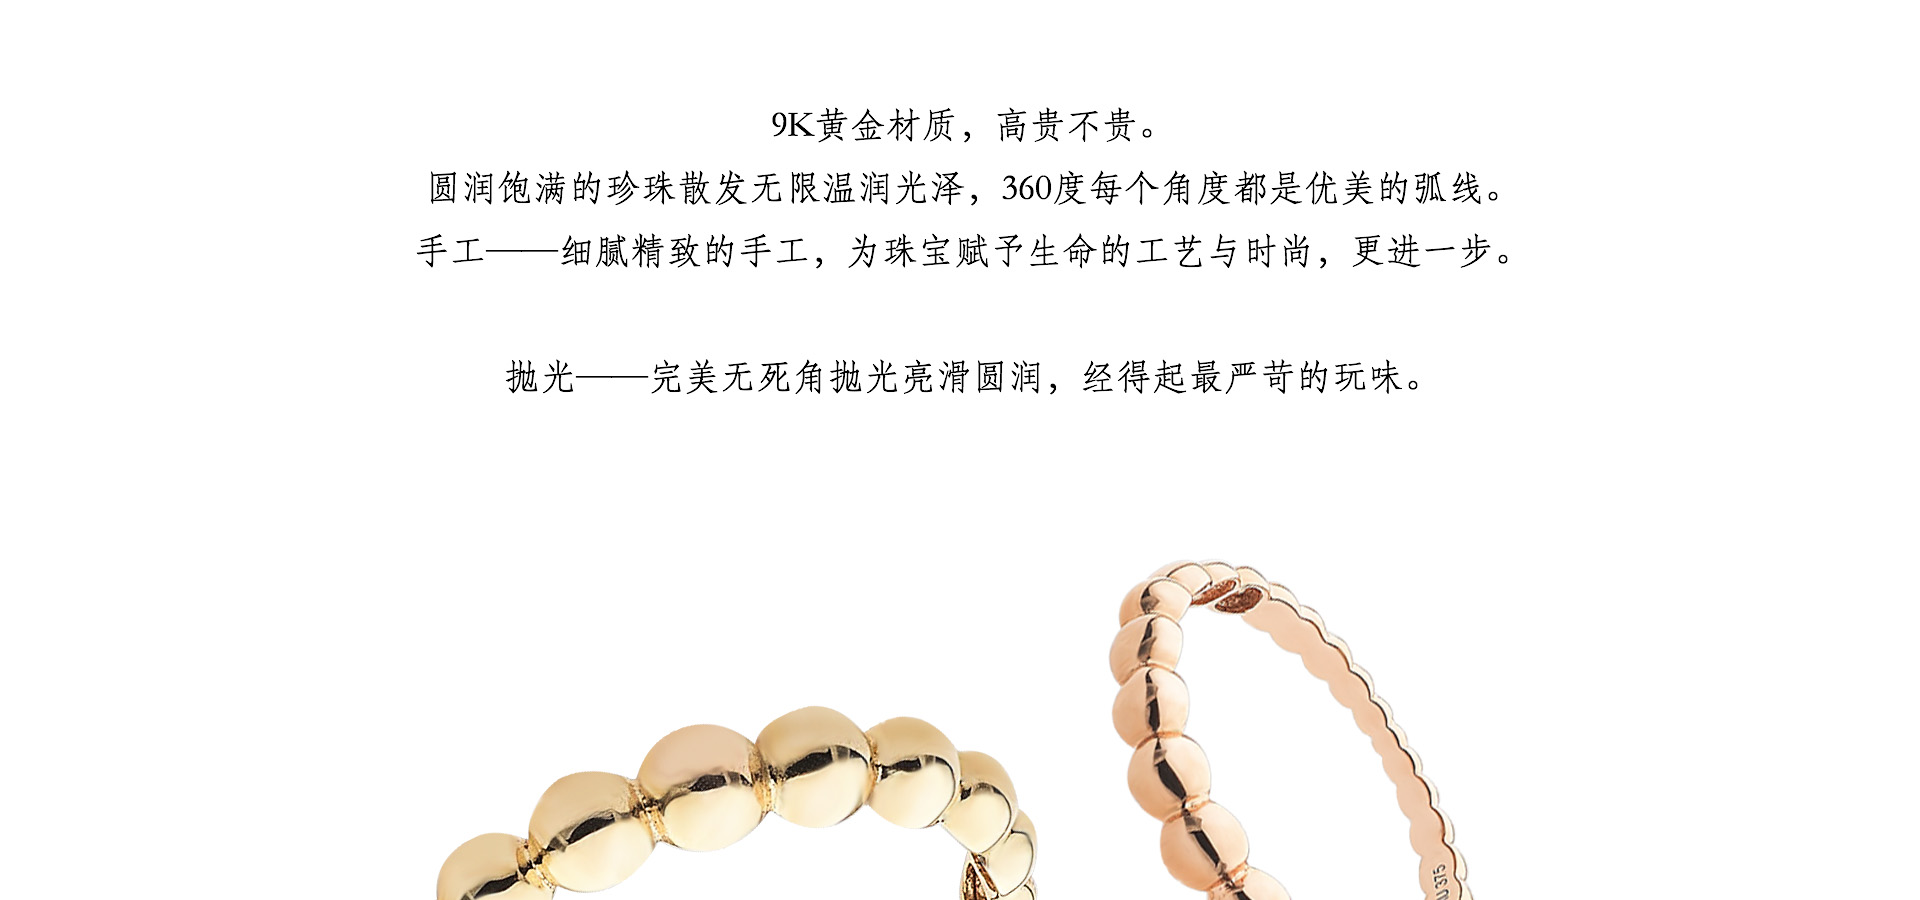 9K黄金材质，高贵不贵。
圆润饱满的珍珠散发无限温润光泽，360度每个角度都是优美的弧线。
手工——细腻精致的手工，为珠宝赋予生命的工艺与时尚，更进一步。
抛光——完美无死角抛光亮滑圆润，经得起最严苛的玩味。
375